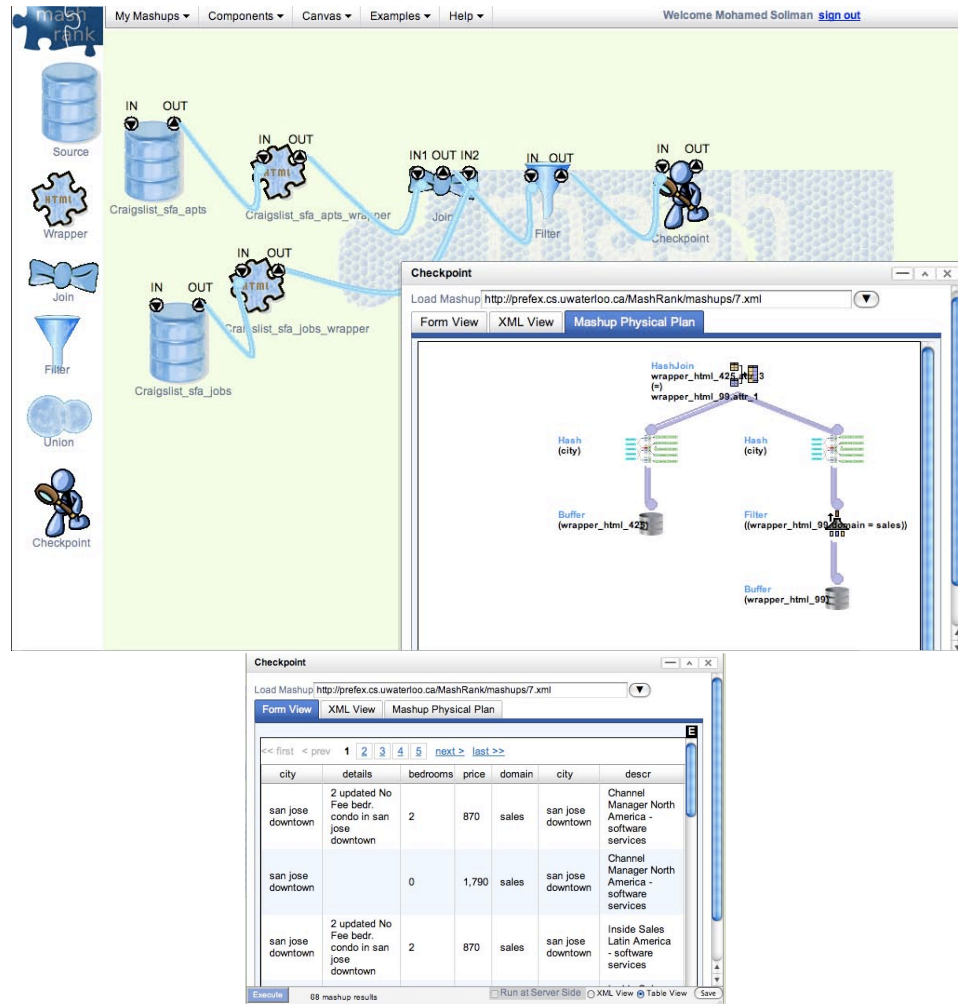 mash
rank
My Mashups
Components
Canvas
Examples
Help
Welcome Mohamed Soliman sign out
Source
Wrapper
Join
Filter
Union
Checkpoint
IN OUT
Craigslist_sfa_apts
IN OUT
HTML
Craigslist_sfa_apts_wrapper
IN1 OUT IN2
Join
IN OUT
Filter
IN OUT
Checkpoint
IN OUT
Craigslist_sfa_jobs
IN OUT
HTML
Craigslist_sfa_jobs_wrapper
Checkpoint
Load Mashup http://prefex.cs.uwaterloo.ca/MashRank/mashups/7.xml
Form View XML View Mashup Physical Plan
HashJoin
wrapper_html_425.attr_3
(=)
wrapper_html_99.attr_1
Hash
(city)
Hash
(city)
Buffer
(wrapper_html_425)
Filter
((wrapper_html_99.domain = sales))
Buffer
(wrapper_html_99)
Checkpoint
Load Mashup http://prefex.cs.uwaterloo.ca/MashRank/mashups/7.xml
Form View XML View Mashup Physical Plan
E
<< first < prev 1 2 3 4 5 next > last >>
city details bedrooms price domain city descr
san jose downtown 2 updated No Fee bedr. condo in san jose downtown 2 870 sales san jose downtown Channel Manager North America - software services
san jose downtown 0 1,790 sales san jose downtown Channel Manager North America - software services
san jose downtown 2 updated No Fee bedr. condo in san jose downtown 2 870 sales san jose downtown Inside Sales Latin America - software services
Execute 68 mashup results Run at Server Side XML View Table View Save